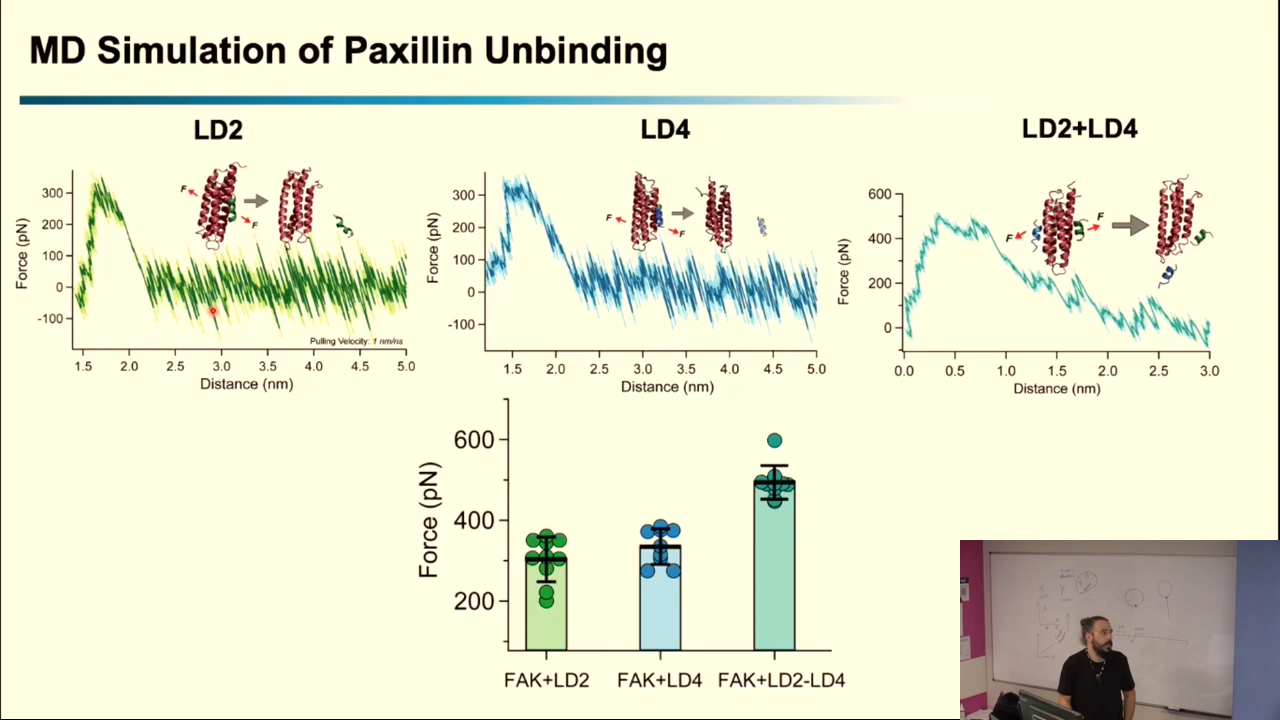 MD Simulation of Paxillin Unbinding
LD2
LD4
LD2+LD4
Force (pN)
300
200
100
0
-100
F
F
Pulling Velocity: 1 nm/ns
1.5 2.0 2.5 3.0 3.5 4.0 4.5 5.0
Distance (nm)
Force (pN)
300
200
100
0
-100
F
F
1.5 2.0 2.5 3.0 3.5 4.0 4.5 5.0
Distance (nm)
Force (pN)
600
400
200
0
F
F
0.0 0.5 1.0 1.5 2.0 2.5 3.0
Distance (nm)
Force (pN)
600
400
200
FAK+LD2 FAK+LD4 FAK+LD2-LD4